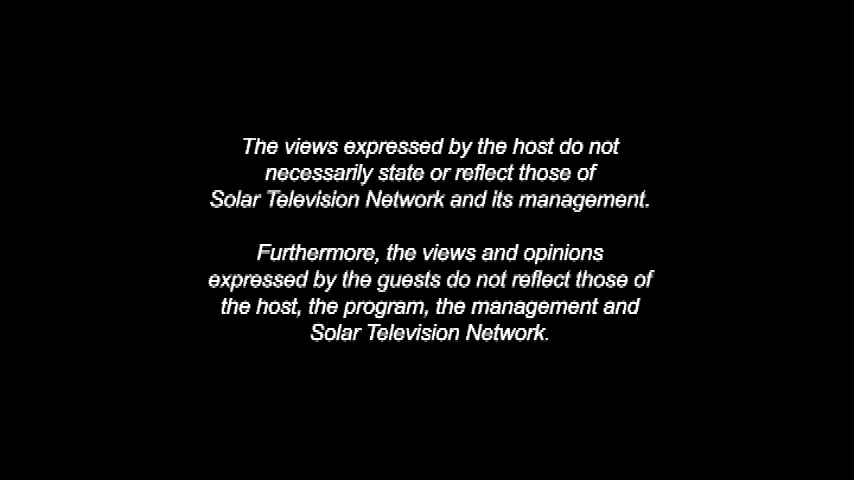 The views expressed by the host do not
necessarily state or reflect those of
Solar Television Network and its management.
Furthermore, the views and opinions
expressed by the guests do not reflect those of
the host, the program, the management and
Solar Television Network.